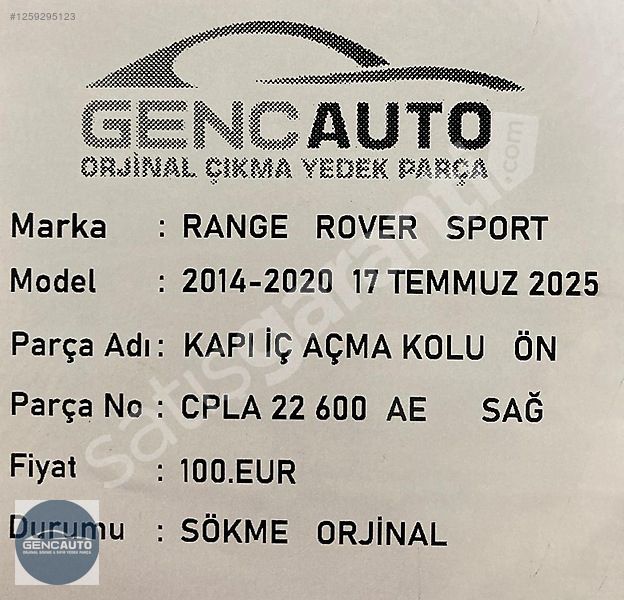 #1259295123
GENCAUTO
ORJİNAL ÇIKMA YEDEK PARÇA
Marka : RANGE ROVER SPORT
Model : 2014-2020 17 TEMMUZ 2025
Parça Adı : KAPI İÇ AÇMA KOLU ÖN
Parça No : CPLA 22 600 AE SAĞ
Fiyat : 100.EUR
Durumu : SÖKME ORJİNAL
satışgaranti.com
GENCAUTO